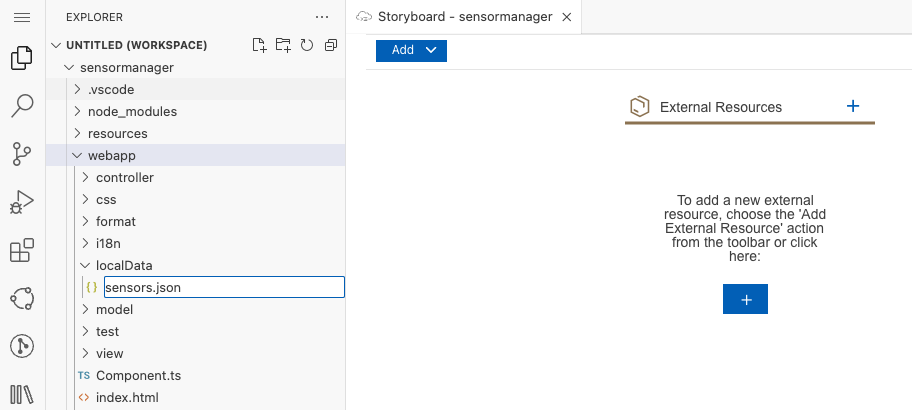 EXPLORER
UNTITLED (WORKSPACE)
sensormanager
.vscode
node_modules
resources
webapp
controller
css
format
i18n
localData
{} sensors.json
model
test
view
TS Component.ts
<> index.html
Storyboard - sensormanager
Add
External Resources
To add a new external
resource, choose the 'Add
External Resource' action
from the toolbar or click
here: